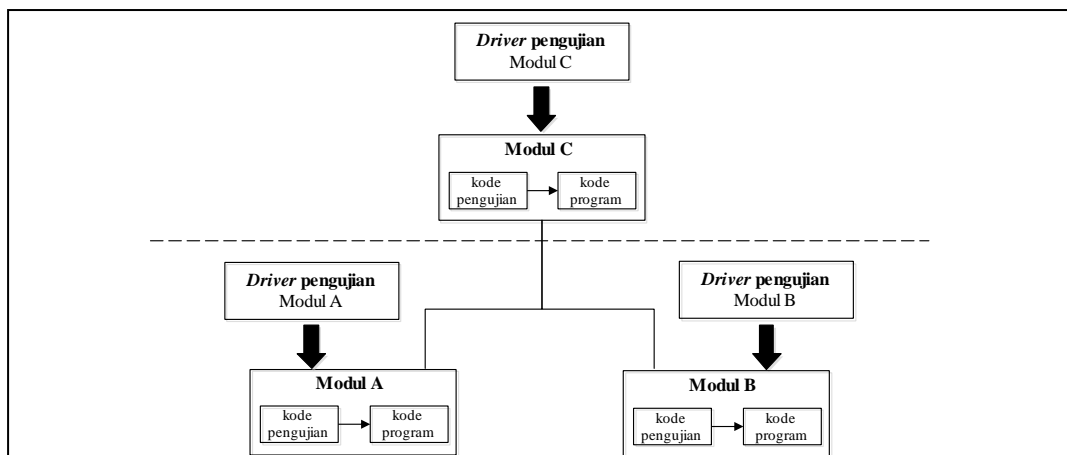 Driver pengujian
Modul C
Modul C
kode
pengujian
kode
program
Driver pengujian
Modul A
Driver pengujian
Modul B
Modul A
kode
pengujian
kode
program
Modul B
kode
pengujian
kode
program